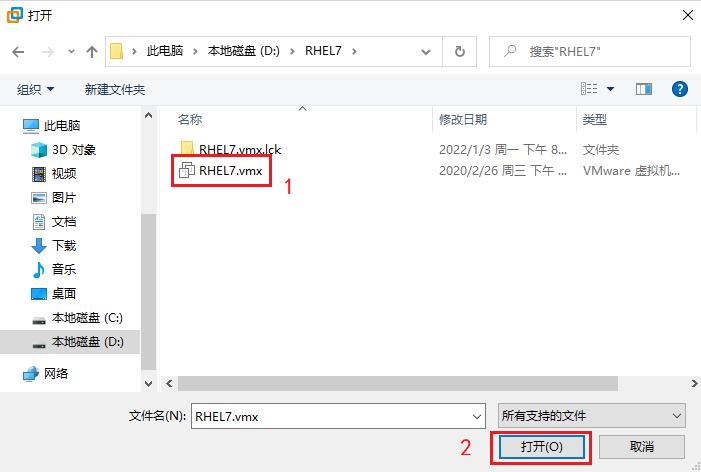 打开
此电脑 > 本地磁盘 (D:) > RHEL7 >
搜索"RHEL7"
组织
新建文件夹
名称 修改日期 类型
此电脑
3D 对象
视频
图片
文档
下载
音乐
桌面
本地磁盘 (C:)
本地磁盘 (D:)
网络
RHEL7.vmx.lck 2022/1/3 周一 下午 8... 文件夹
RHEL7.vmx 2020/2/26 周三 下午 ... VMware 虚拟机...
1
文件名(N): RHEL7.vmx 所有支持的文件
2 打开(O) 取消